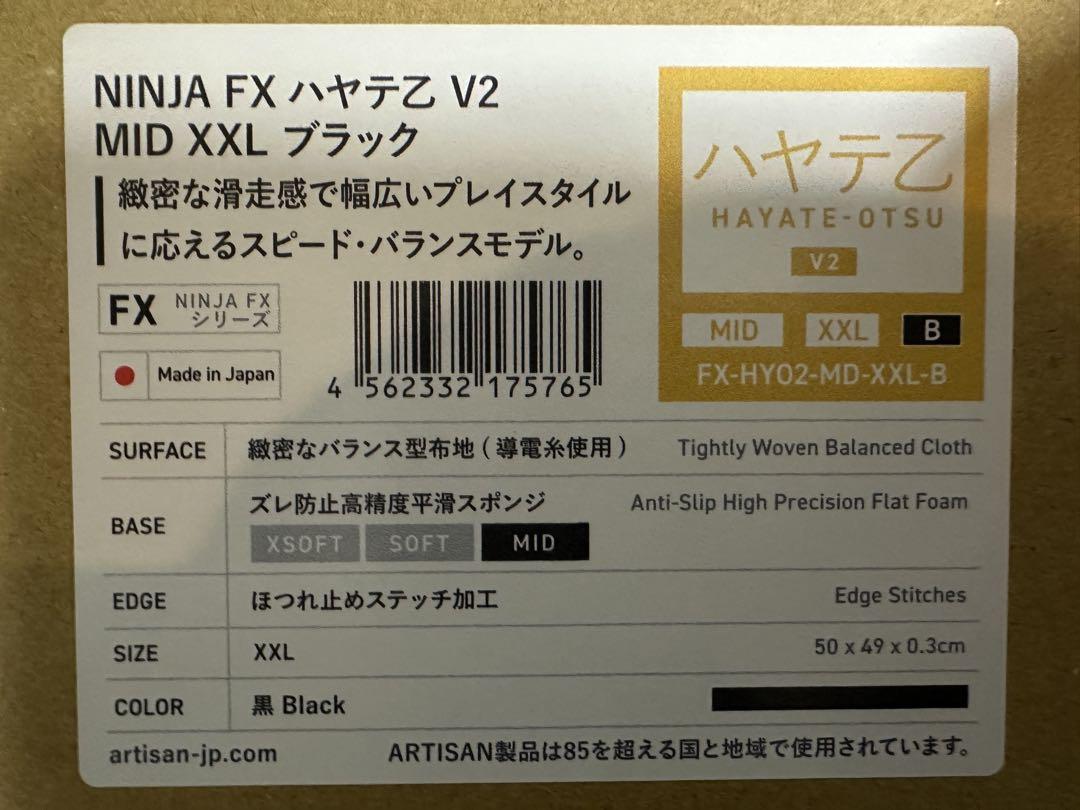 NINJA FX ハヤテ乙 V2
MID XXL ブラック
緻密な滑走感で幅広いプレイスタイル
に応えるスピード・バランスモデル。
FX NINJA FX
シリーズ
Made in Japan
4 562332 175765
ハヤテ乙
HAYATE-OTSU
V2
MID XXL B
FX-HY02-MD-XXL-B
SURFACE 緻密なバランス型布地 ( 導電糸使用 ) Tightly Woven Balanced Cloth
BASE ズレ防止高精度平滑スポンジ Anti-Slip High Precision Flat Foam
XSOFT SOFT MID
EDGE ほつれ止めステッチ加工 Edge Stitches
SIZE XXL 50 x 49 x 0.3cm
COLOR 黒 Black
artisan-jp.com ARTISAN製品は85を超える国と地域で使用されています。